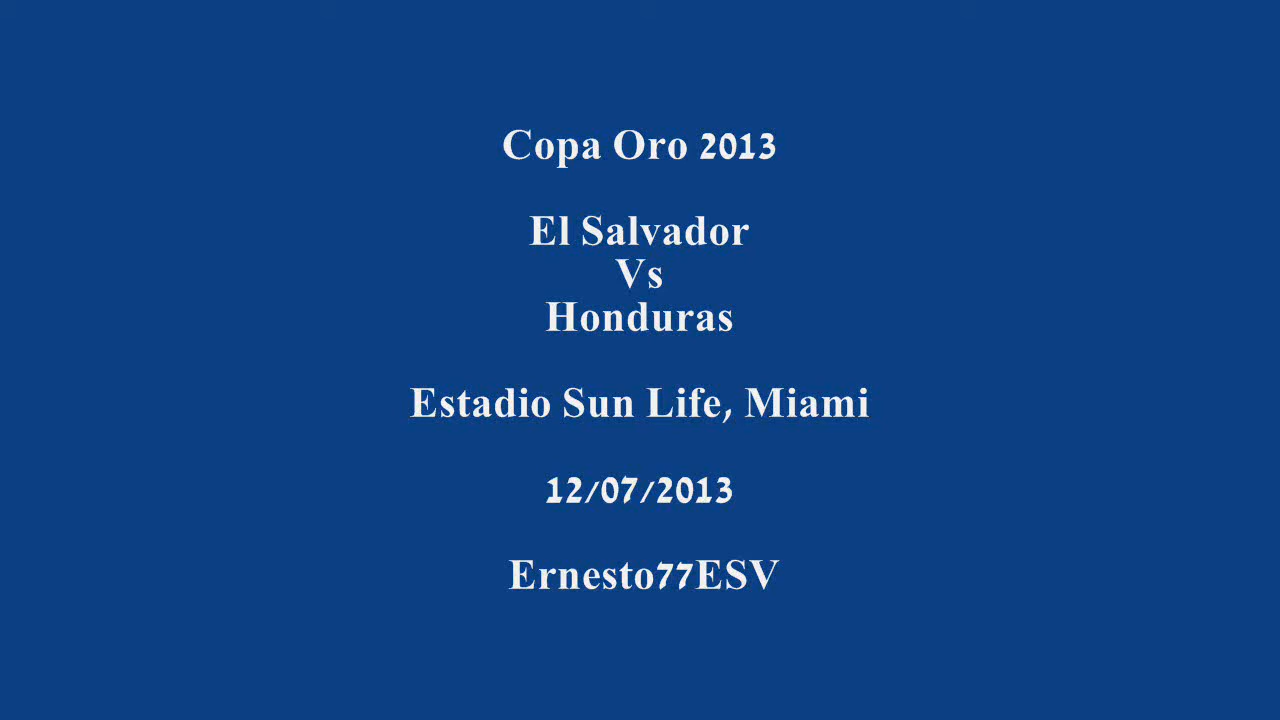 Copa Oro 2013
El Salvador
Vs
Honduras
Estadio Sun Life, Miami
12/07/2013
Ernesto77ESV